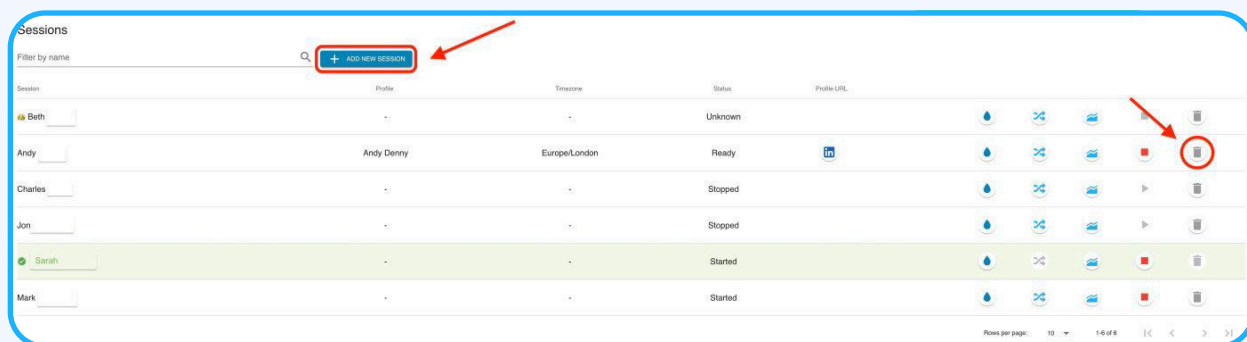 Sessions
Filter by name
ADD NEW SESSION
Session Profile Timezone Status Profile URL
Beth - - Unknown
Andy Andy Denny Europe/London Ready in
Charles - - Stopped
Jon - - Stopped
Sarah - - Started
Mark - - Started
Rows per page: 10 1-6 of 6